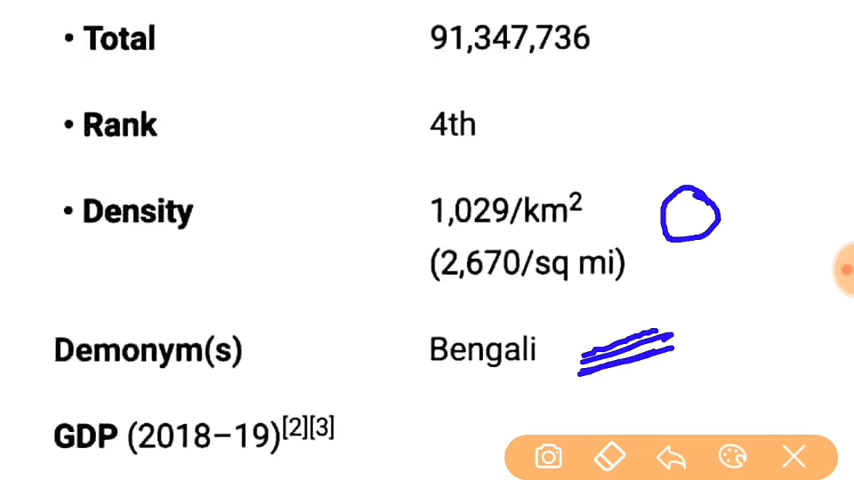 • Total 91,347,736
• Rank 4th
• Density 1,029/km²
(2,670/sq mi)
Demonym(s) Bengali
GDP (2018–19)[2][3]